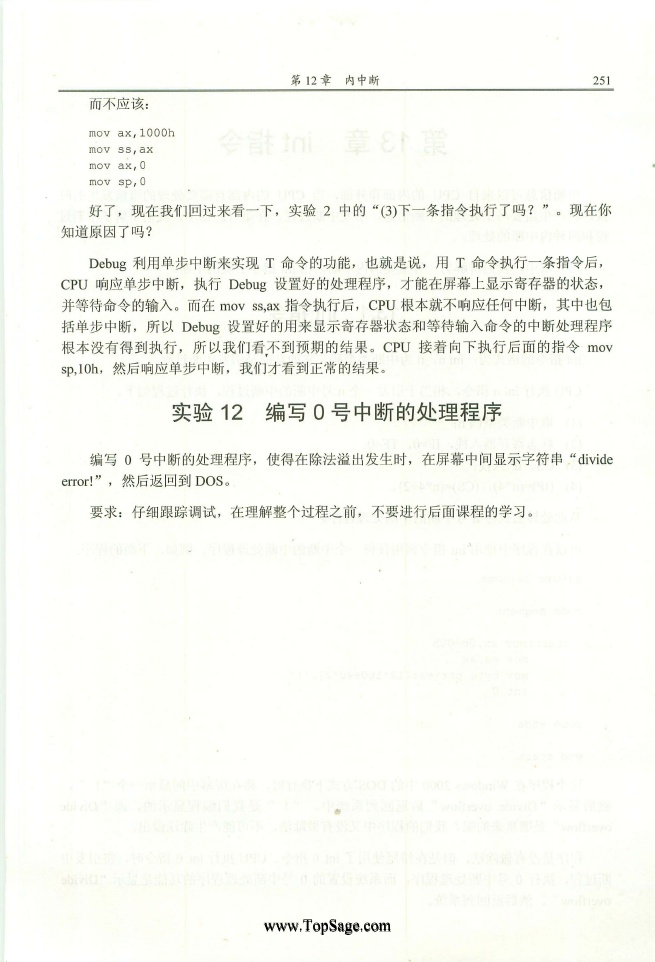 第 12 章 内中断 251
而不应该：
mov ax,1000h
mov ss,ax
mov ax,0
mov sp,0
好了，现在我们回过来看一下，实验 2 中的“(3)下一条指令执行了吗？”。现在你
知道原因了吗？
Debug 利用单步中断来实现 T 命令的功能，也就是说，用 T 命令执行一条指令后，
CPU 响应单步中断，执行 Debug 设置好的处理程序，才能在屏幕上显示寄存器的状态，
并等待命令的输入。而在 mov ss,ax 指令执行后，CPU 根本就不响应任何中断，其中也包
括单步中断，所以 Debug 设置好的用来显示寄存器状态和等待输入命令的中断处理程序
根本没有得到执行，所以我们看不到预期的结果。CPU 接着向下执行后面的指令 mov
sp,10h，然后响应单步中断，我们才看到正常的结果。
实验 12 编写 0 号中断的处理程序
编写 0 号中断的处理程序，使得在除法溢出发生时，在屏幕中间显示字符串“divide
error!”，然后返回到 DOS。
要求：仔细跟踪调试，在理解整个过程之前，不要进行后面课程的学习。
www.TopSage.com